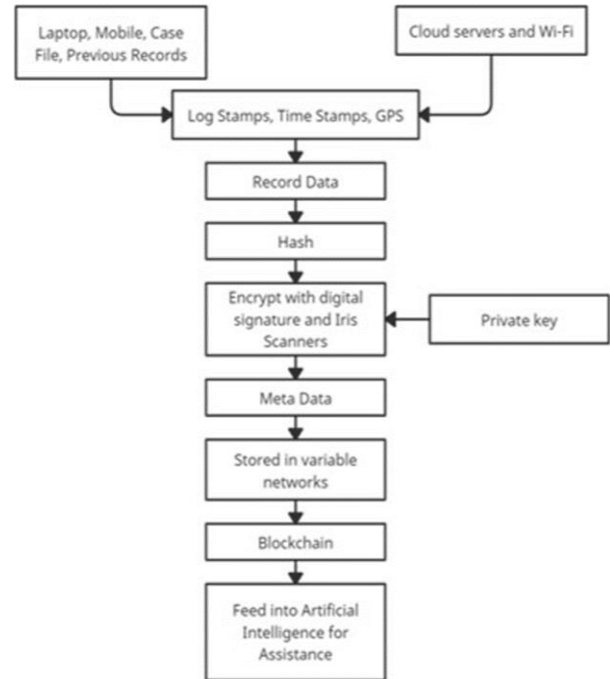 Laptop, Mobile, Case
File, Previous Records
Cloud servers and Wi-Fi
Log Stamps, Time Stamps, GPS
Record Data
Hash
Encrypt with digital
signature and Iris
Scanners
Private key
Meta Data
Stored in variable
networks
Blockchain
Feed into Artificial
Intelligence for
Assistance